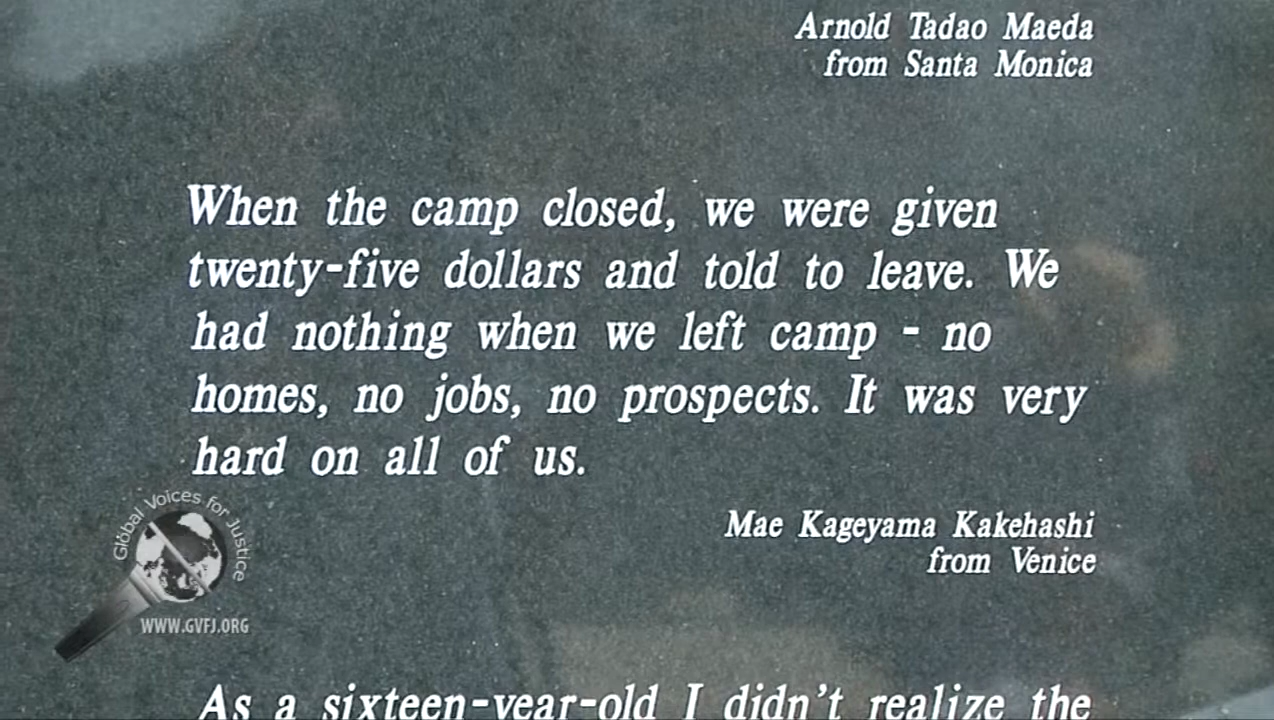 Arnold Tadao Maeda
from Santa Monica
When the camp closed, we were given
twenty-five dollars and told to leave. We
had nothing when we left camp - no
homes, no jobs, no prospects. It was very
hard on all of us.
Mae Kageyama Kakehashi
from Venice
Global Voices for Justice
WWW.GVFJ.ORG
As a sixteen-year-old I didn't realize the